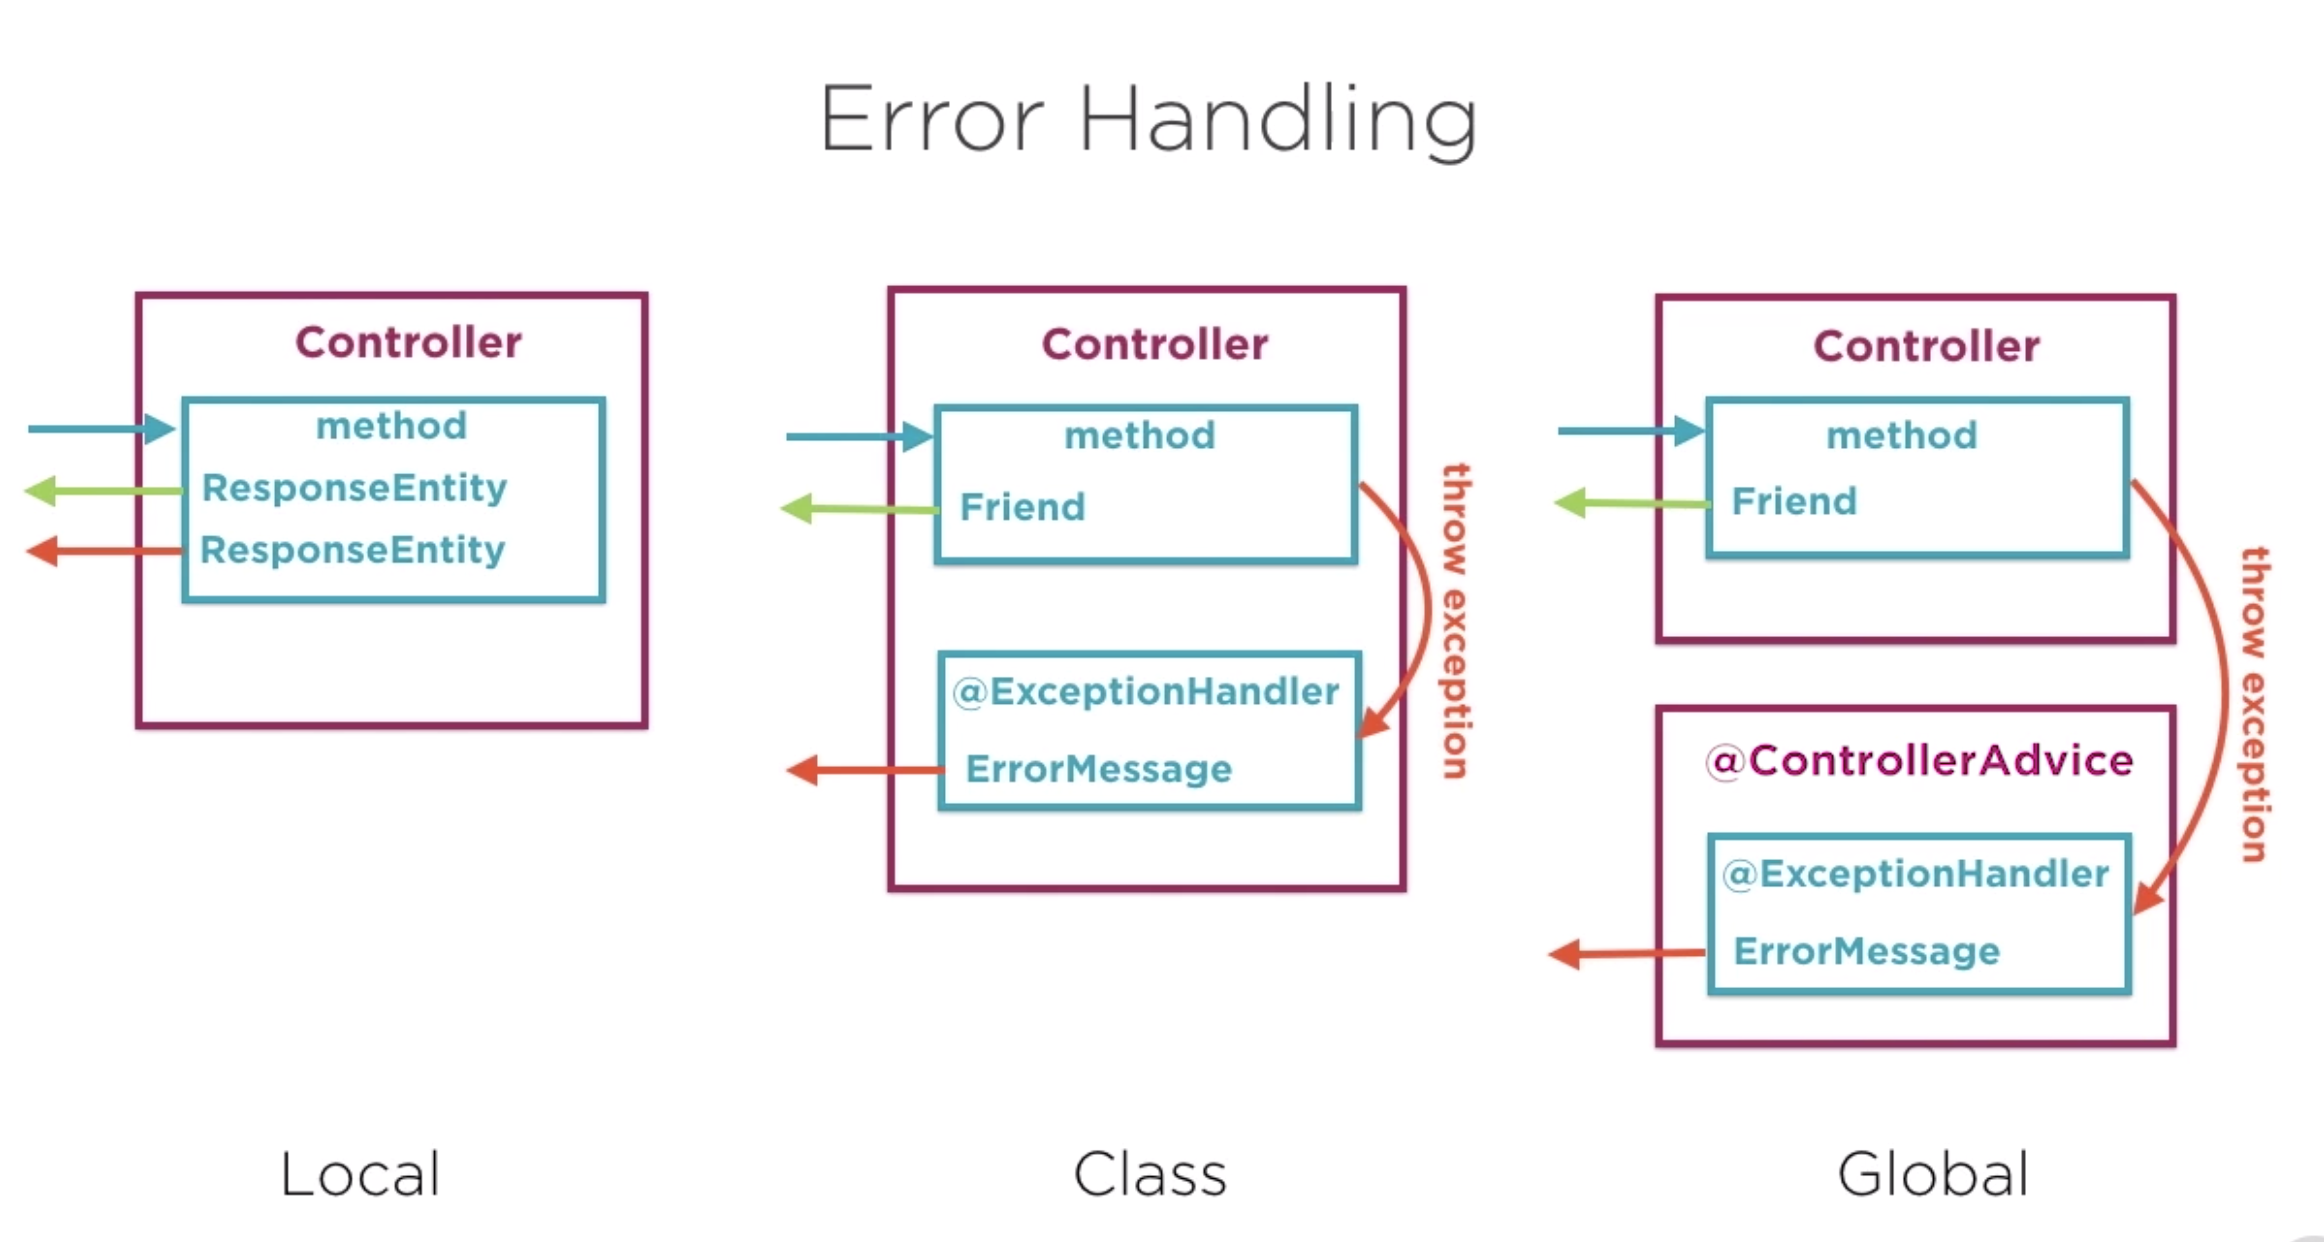 Error Handling
Controller
method
ResponseEntity
ResponseEntity
Local
Controller
method
Friend
throw exception
@ExceptionHandler
ErrorMessage
Class
Controller
method
Friend
throw exception
@ControllerAdvice
@ExceptionHandler
ErrorMessage
Global